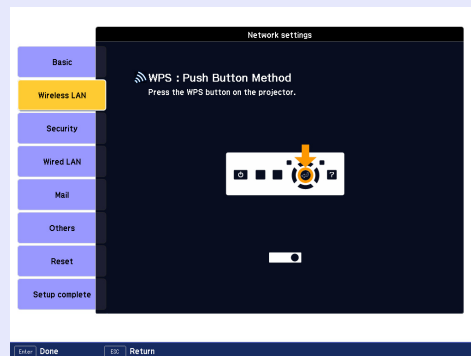 Network settings
Basic
Wireless LAN
Security
Wired LAN
Mail
Others
Reset
Setup complete
WPS : Push Button Method
Press the WPS button on the projector.
?
Enter Done
ESC Return